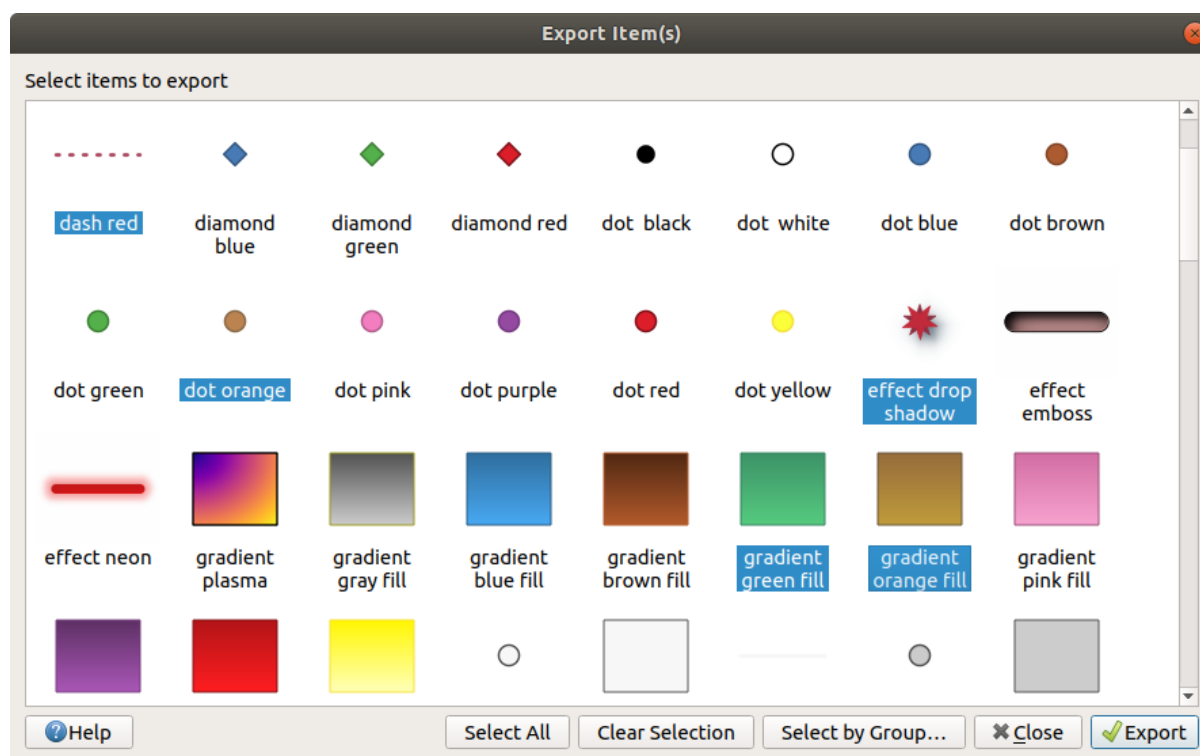 Export Item(s)
Select items to export
dash red
diamond
blue
diamond
green
diamond red
dot  black
dot  white
dot blue
dot brown
dot green
dot orange
dot pink
dot purple
dot red
dot yellow
effect drop
shadow
effect
emboss
effect neon
gradient
plasma
gradient
gray fill
gradient
blue fill
gradient
brown fill
gradient
green fill
gradient
orange fill
gradient
pink fill
Help
Select All
Clear Selection
Select by Group...
Close
Export